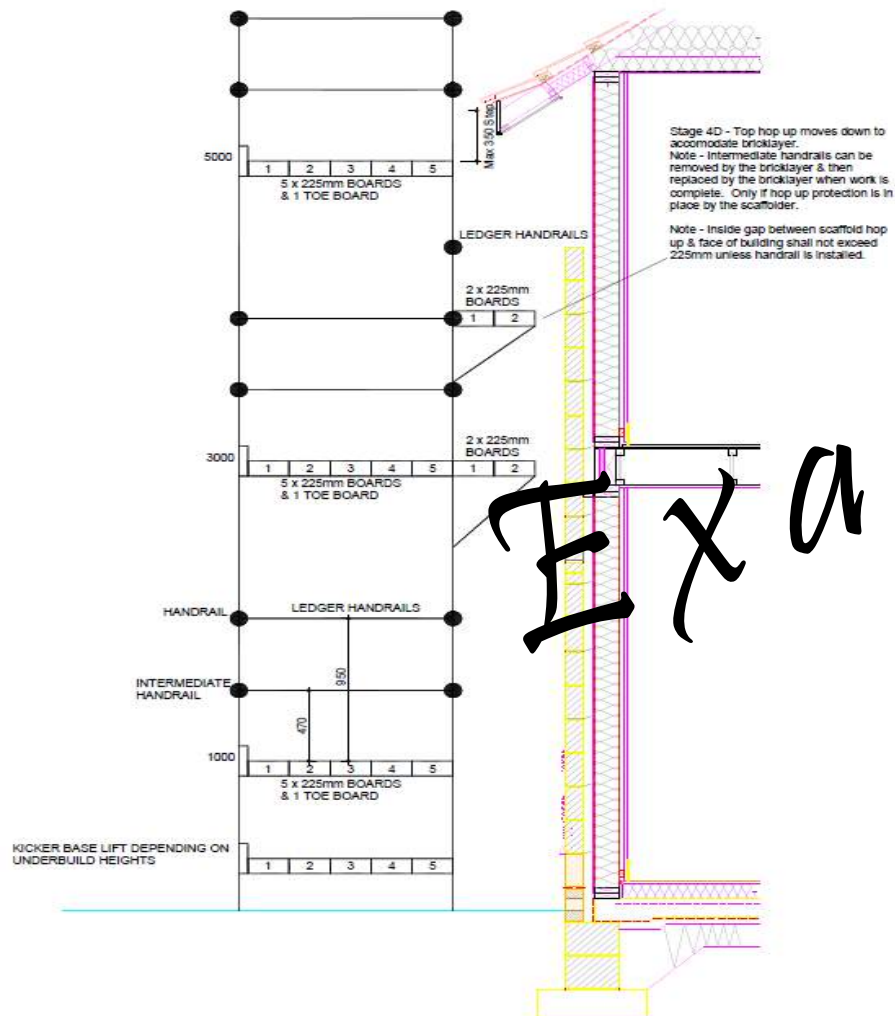 5000
1 2 3 4 5
5 x 225mm BOARDS
& 1 TOE BOARD
Max 350 Step
Stage 4D - Top hop up moves down to
accomodate bricklayer.
Note - Intermediate handrails can be
removed by the bricklayer & then
replaced by the bricklayer when work is
complete. Only if hop up protection is in
place by the scaffolder.
Note - Inside gap between scaffold hop
up & face of building shall not exceed
225mm unless handrail is installed.
LEDGER HANDRAILS
2 x 225mm
BOARDS
1 2
3000
1 2 3 4 5
5 x 225mm BOARDS
& 1 TOE BOARD
2 x 225mm
BOARDS
1 2
Exa
HANDRAIL
LEDGER HANDRAILS
950
INTERMEDIATE
HANDRAIL
470
1000
1 2 3 4 5
5 x 225mm BOARDS
& 1 TOE BOARD
KICKER BASE LIFT DEPENDING ON
UNDERBUILD HEIGHTS
1 2 3 4 5